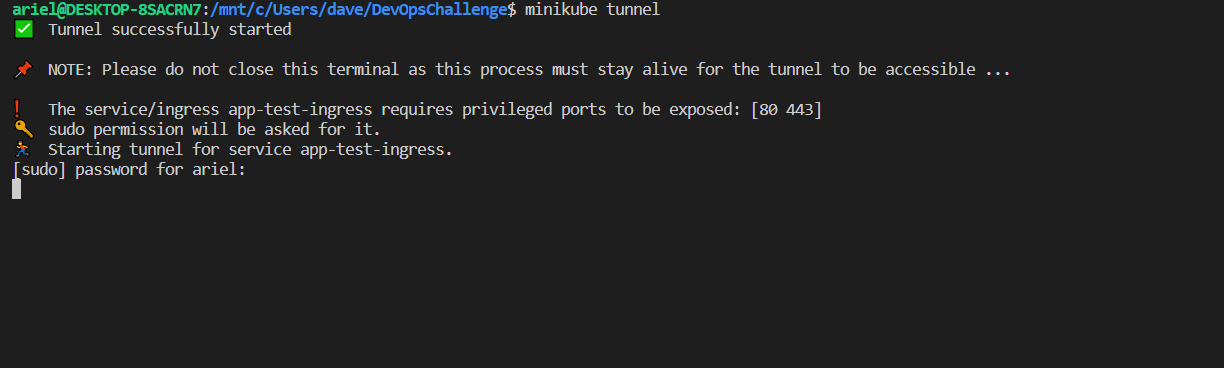 ariel@DESKTOP-8SACRN7:/mnt/c/Users/dave/DevOpsChallenge$ minikube tunnel
✅ Tunnel successfully started
📌 NOTE: Please do not close this terminal as this process must stay alive for the tunnel to be accessible ...
❗ The service/ingress app-test-ingress requires privileged ports to be exposed: [80 443]
🔑 sudo permission will be asked for it.
🏃 Starting tunnel for service app-test-ingress.
[sudo] password for ariel: